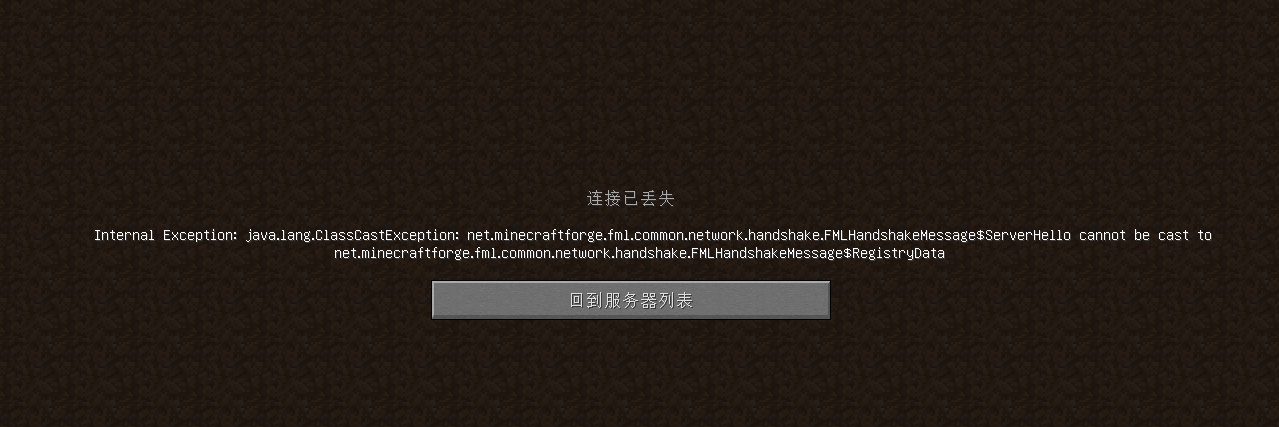 连接已丢失
Internal Exception: java.lang.ClassCastException: net.minecraftforge.fml.common.network.handshake.FMLHandshakeMessage$ServerHello cannot be cast to
net.minecraftforge.fml.common.network.handshake.FMLHandshakeMessage$RegistryData
回到服务器列表